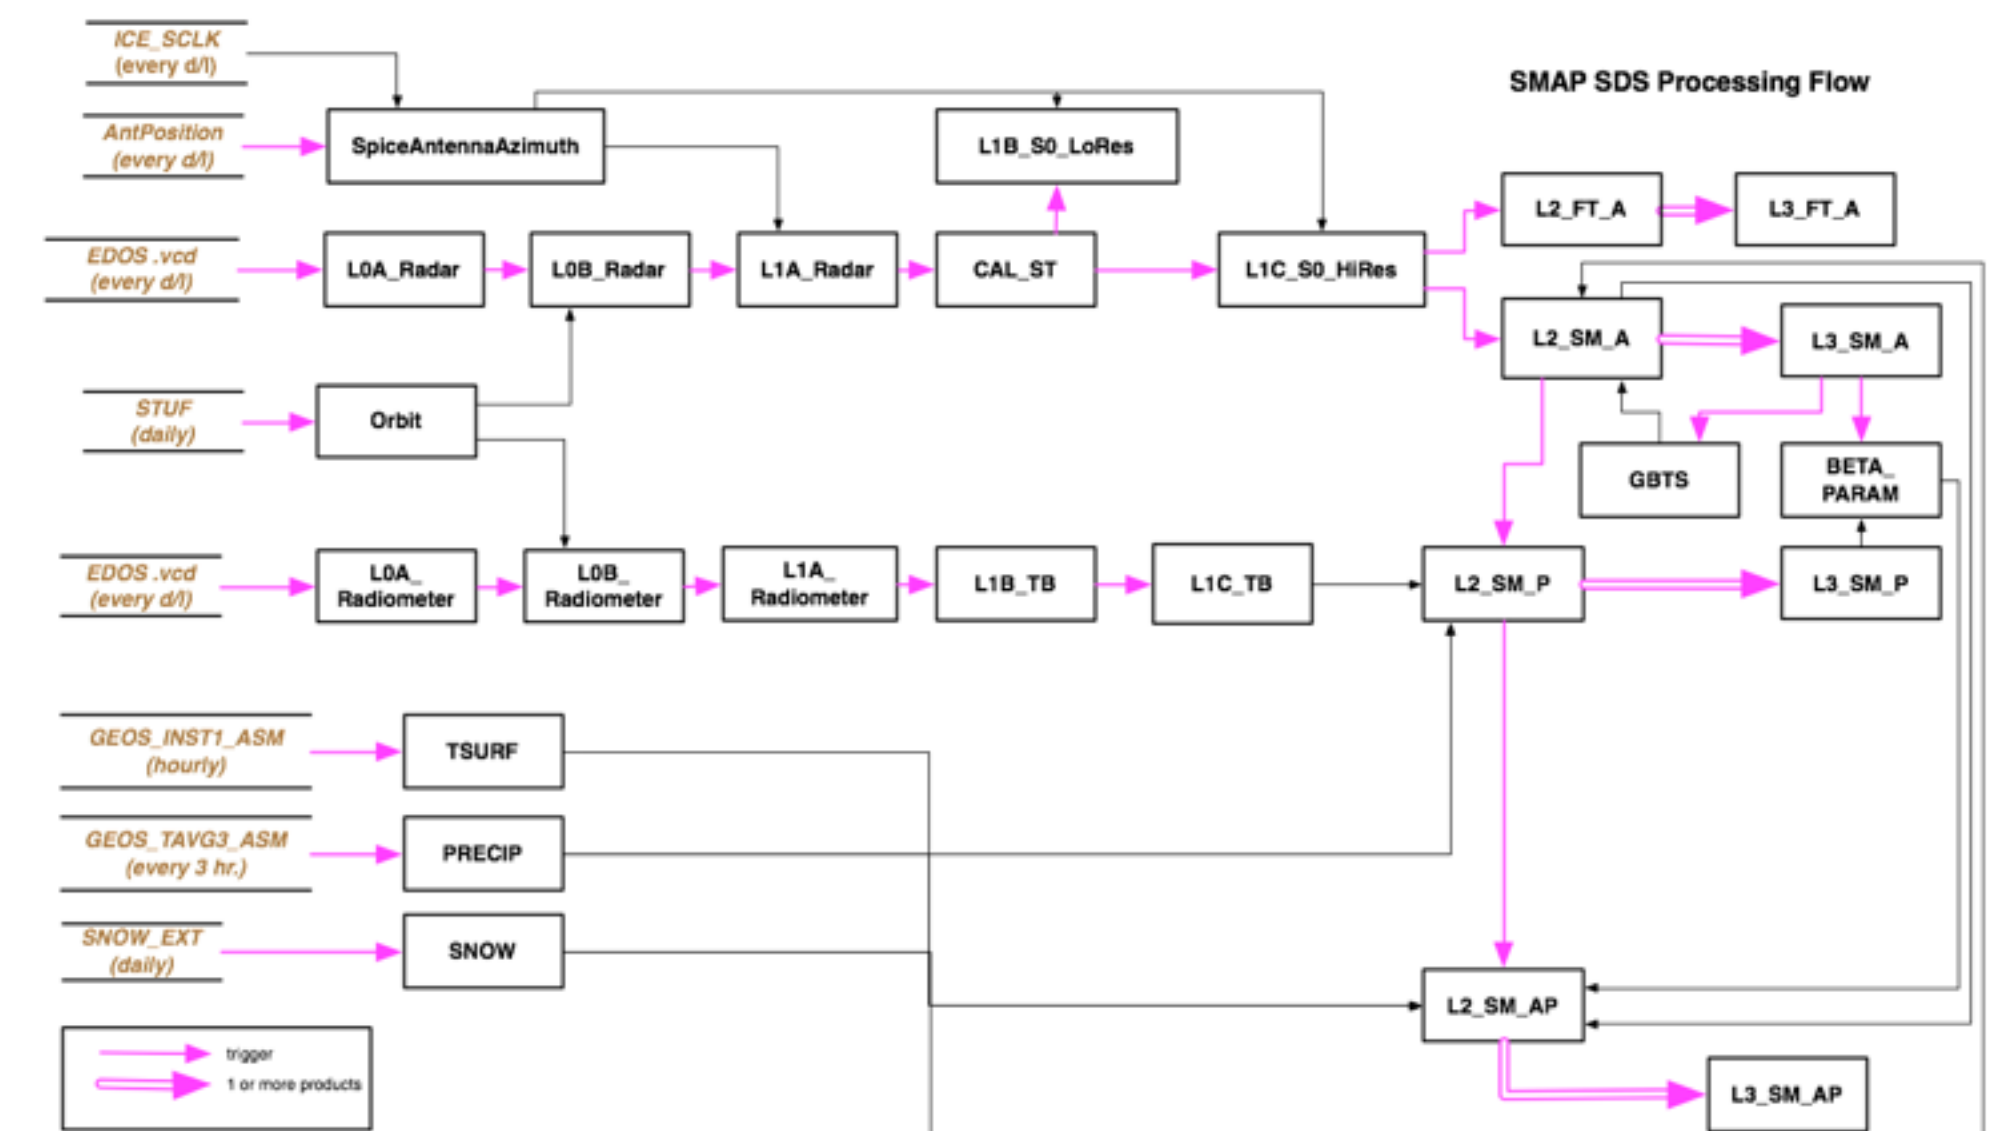 ICE_SCLK
(every d/l)
SMAP SDS Processing Flow
AntPosition
(every d/l)
SpiceAntennaAzimuth
L1B_S0_LoRes
L2_FT_A
L3_FT_A
EDOS .vcd
(every d/l)
L0A_Radar
L0B_Radar
L1A_Radar
CAL_ST
L1C_S0_HiRes
L2_SM_A
L3_SM_A
STUF
(daily)
Orbit
GBTS
BETA_
PARAM
EDOS .vcd
(every d/l)
L0A_
Radiometer
L0B_
Radiometer
L1A_
Radiometer
L1B_TB
L1C_TB
L2_SM_P
L3_SM_P
GEOS_INST1_ASM
(hourly)
TSURF
GEOS_TAVG3_ASM
(every 3 hr.)
PRECIP
SNOW_EXT
(daily)
SNOW
L2_SM_AP
trigger
1 or more products
L3_SM_AP